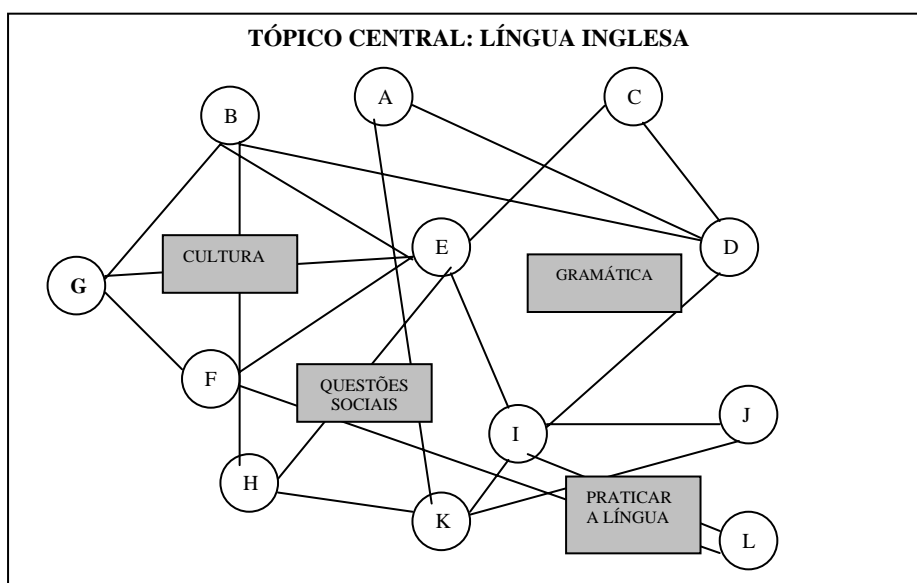 TÓPICO CENTRAL: LÍNGUA INGLESA
A
C
B
E
D
CULTURA
GRAMÁTICA
G
F
QUESTÕES
SOCIAIS
J
I
H
PRATICAR
A LÍNGUA
K
L